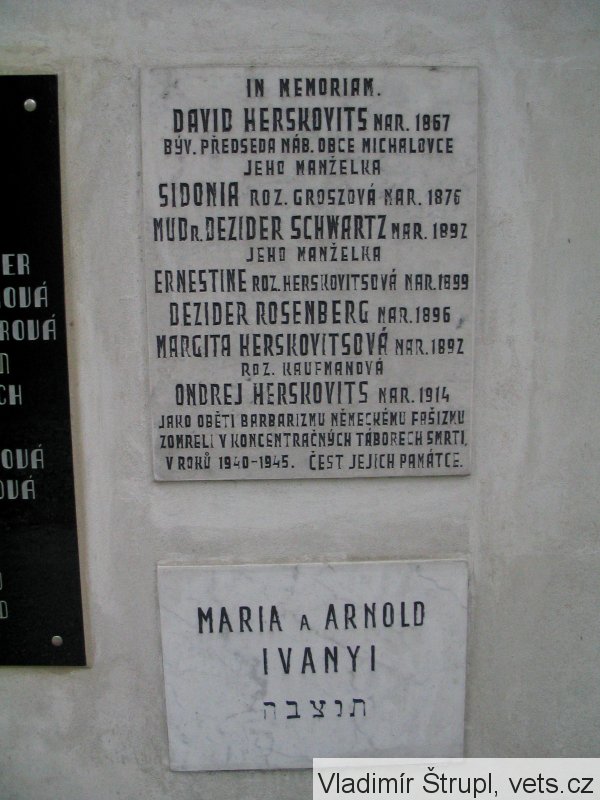 IN MEMORIAM.
DAVID HERSKOVITS NAR. 1867
BÝV. PŘEDSEDA NÁB. OBCE MICHALOVCE
JEHO MANŽELKA
SIDONIA ROZ. GROSZOVÁ NAR. 1876
MUDR. DEZIDER SCHWARTZ NAR. 1892
JEHO MANŽELKA
ERNESTINE ROZ. HERSKOVITSOVÁ NAR. 1899
DEZIDER ROSENBERG NAR. 1896
MARGITA HERSKOVITSOVÁ NAR. 1892
ROZ. KAUFMANOVÁ
ONDREJ HERSKOVITS NAR. 1914
JAKO OBĚTI BARBARIZMU NĚMECKÉMU FAŠIZMU
ZOMRELI V KONCENTRAČNÝCH TÁBORECH SMRTI,
V ROKŮ 1940-1945. ČEST JEJICH PAMÁTCE.
MARIA A ARNOLD
IVANYI
תוצבה
Vladimír Štrupl, vets.cz